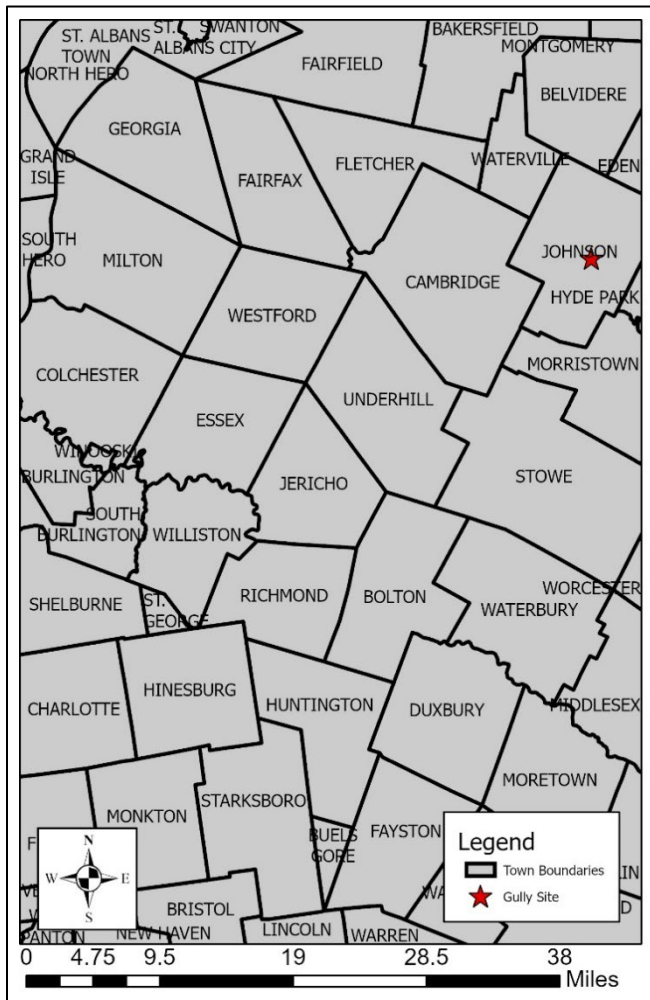 ST. ALBANS
TOWN
ST.
ALBANS CITY
SWANTON
BAKERSFIELD
MONTGOMERY
NORTH HERO
FAIRFIELD
BELVIDERE
GEORGIA
FAIRFAX
FLETCHER
WATERVILLE
EDEN
GRAND
ISLE
SOUTH
HERO
MILTON
CAMBRIDGE
JOHNSON
HYDE PARK
WESTFORD
MORRISTOWN
COLCHESTER
ESSEX
UNDERHILL
WINOOSKI
BURLINGTON
JERICHO
STOWE
SOUTH
BURLINGTON
WILLISTON
SHELBURNE
ST.
GEORGE
RICHMOND
BOLTON
WATERBURY
WORCESTER
CHARLOTTE
HINESBURG
HUNTINGTON
DUXBURY
MIDDLESEX
MORETOWN
MONKTON
STARKSBORO
BUELS
GORE
FAYSTON
BRISTOL
NEW HAVEN
PANTON
LINCOLN
WARREN
N
W E
S
Legend
Town Boundaries
Gully Site
0 4.75 9.5 19 28.5 38
Miles